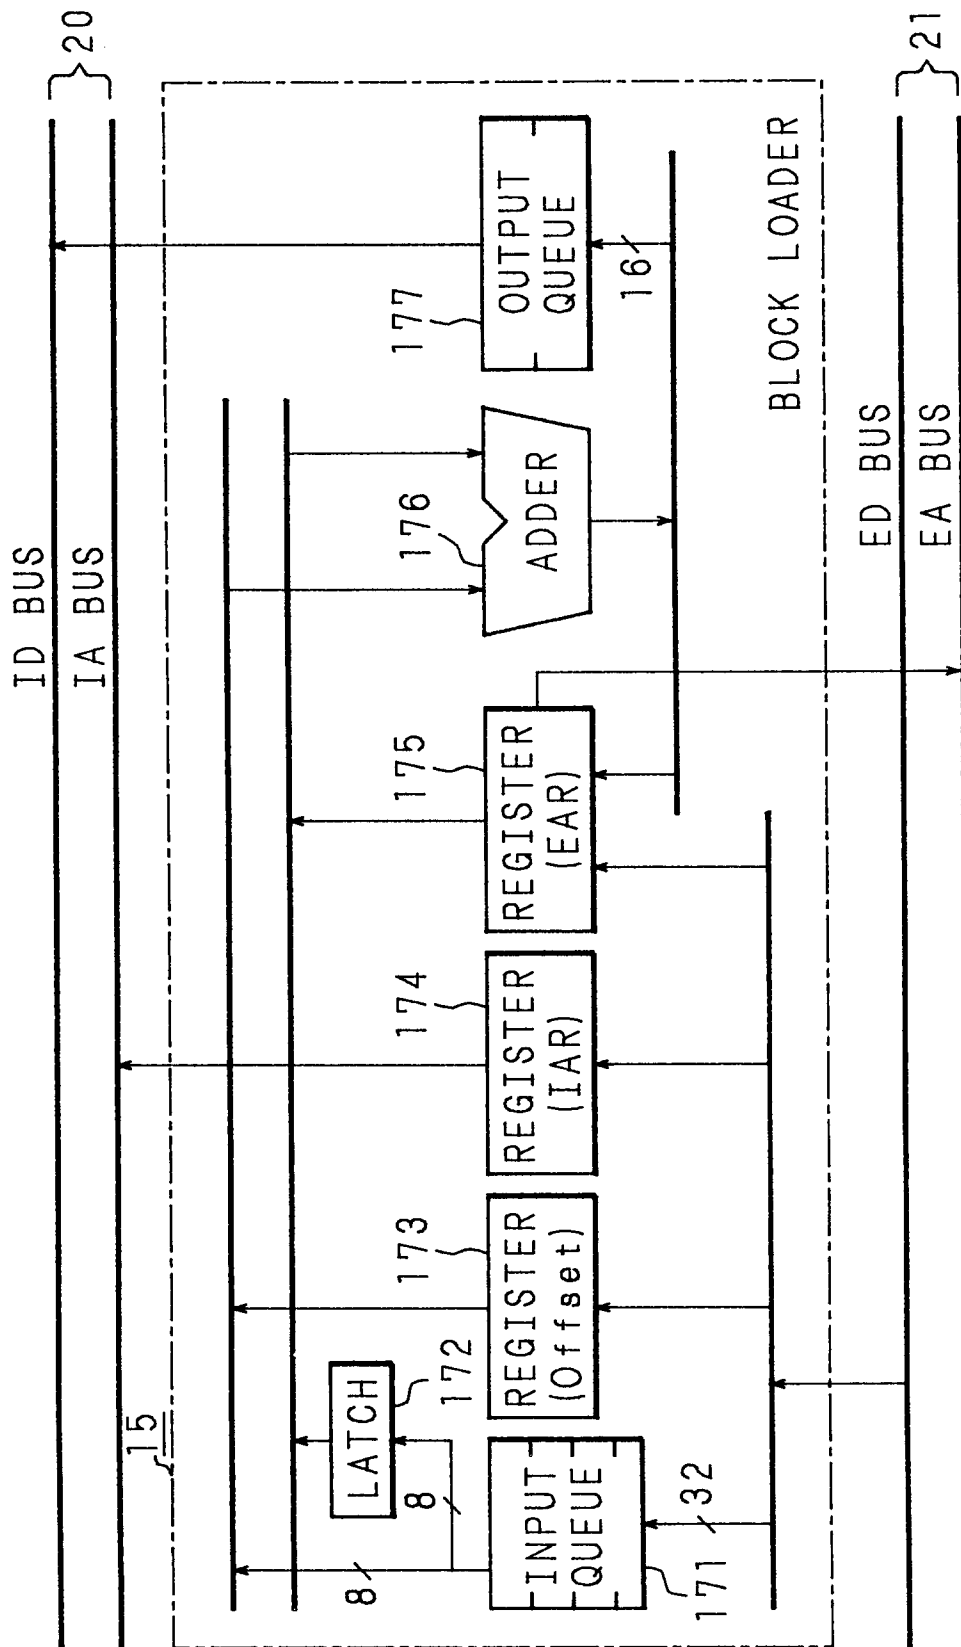 ID BUS
IA BUS
20
15
8
8
LATCH
172
INPUT
QUEUE
171
32
173
REGISTER
(Offset)
174
REGISTER
(IAR)
175
REGISTER
(EAR)
176
ADDER
177
OUTPUT
QUEUE
16
BLOCK LOADER
ED BUS
EA BUS
21